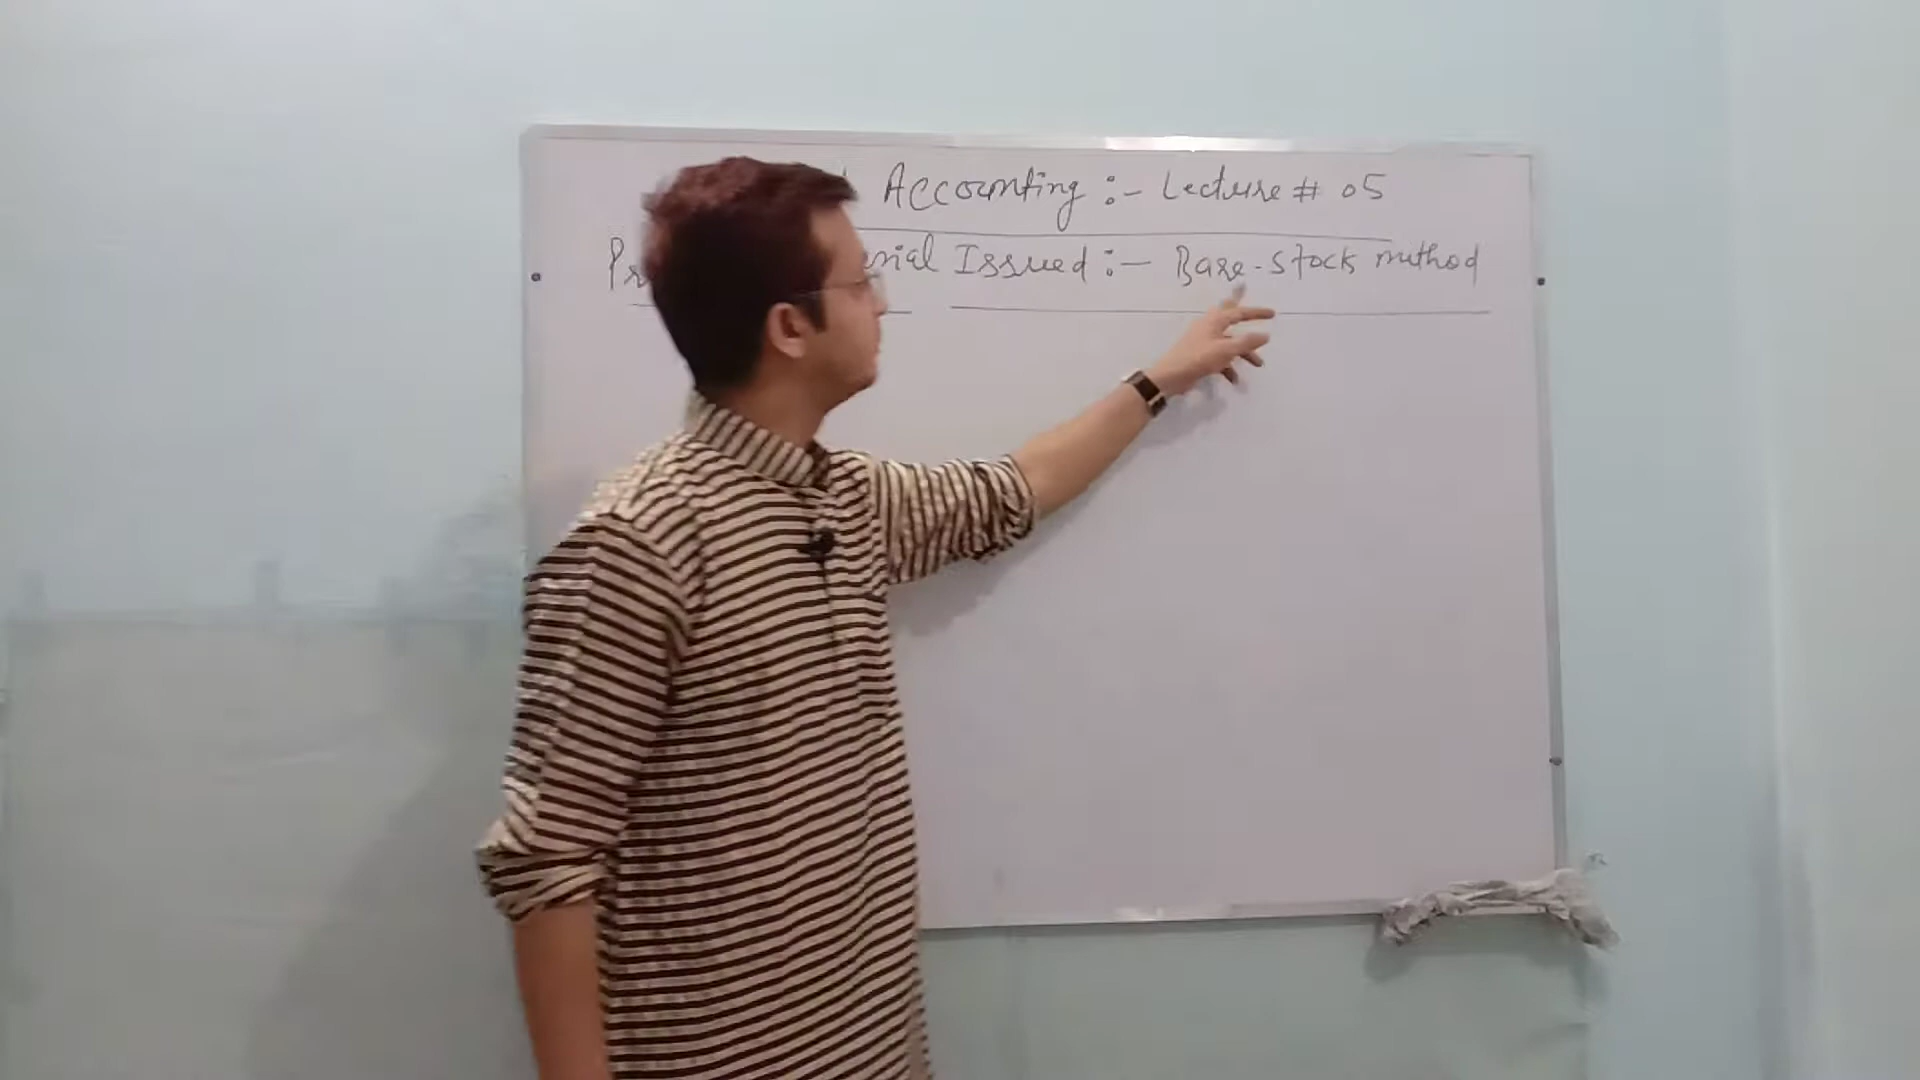 Accounting :- Lecture # 05
Issued :- Base-stock method